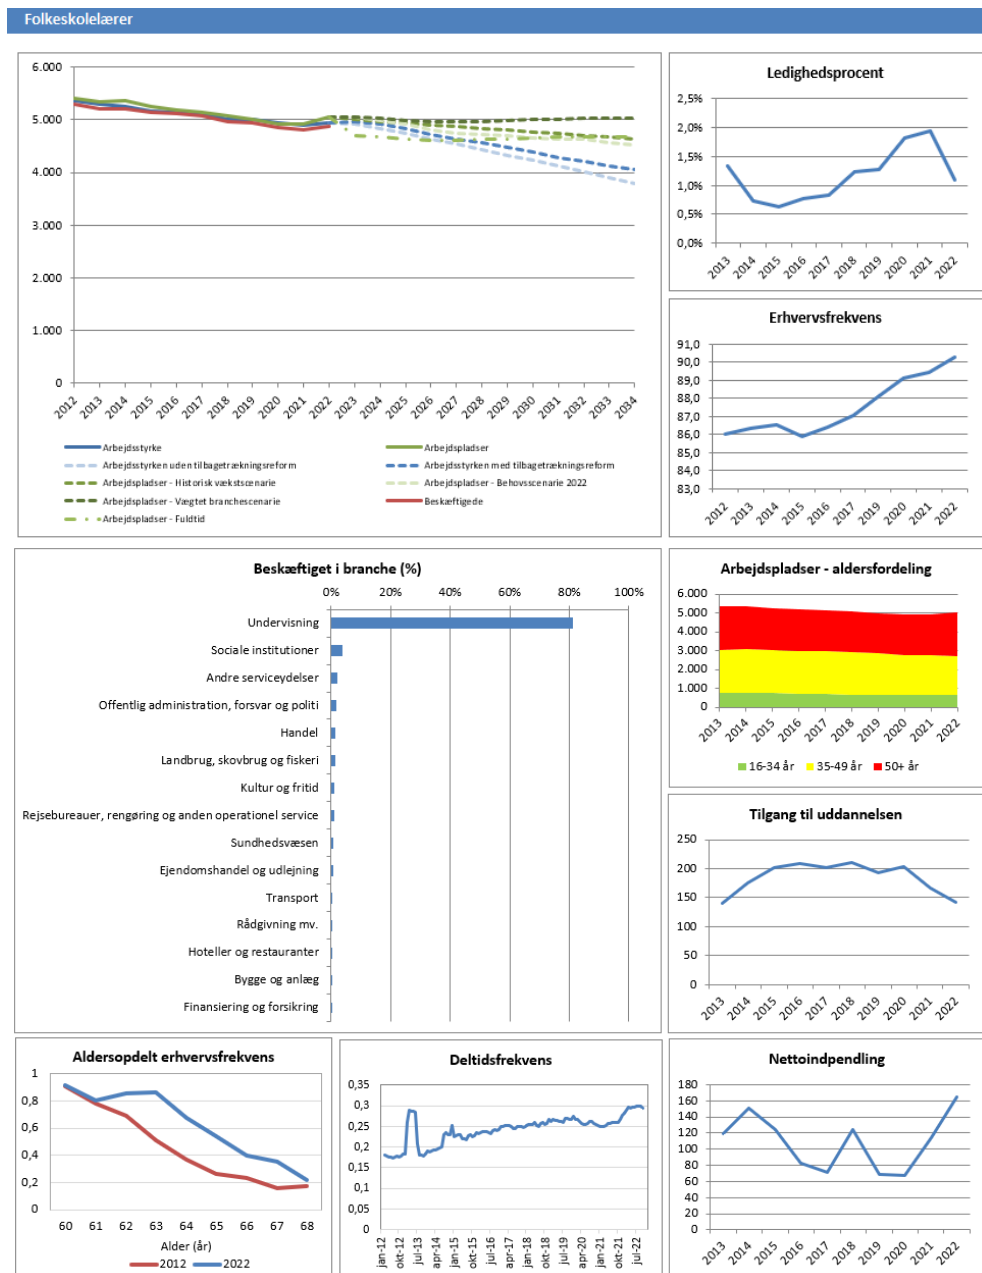 Folkeskolelærer
6.000
5.000
4.000
3.000
2.000
1.000
0
2012 2013 2014 2015 2016 2017 2018 2019 2020 2021 2022 2023 2024 2025 2026 2027 2028 2029 2030 2031 2032 2033 2034
Arbejdsstyrke
Arbejdspladser
Arbejdsstyrken uden tilbagetrækningsreform
Arbejdsstyrken med tilbagetrækningsreform
Arbejdspladser - Historisk vækstscenarie
Arbejdspladser - Behovsscenarie 2022
Arbejdspladser - Vægtet branchescenarie
Beskæftigede
Arbejdspladser - Fuldtid
Ledighedsprocent
2,5%
2,0%
1,5%
1,0%
0,5%
0,0%
2013 2014 2015 2016 2017 2018 2019 2020 2021 2022
Erhvervsfrekvens
91,0
90,0
89,0
88,0
87,0
86,0
85,0
84,0
83,0
2012 2013 2014 2015 2016 2017 2018 2019 2020 2021 2022
Beskæftiget i branche (%)
0% 20% 40% 60% 80% 100%
Undervisning
Sociale institutioner
Andre serviceydelser
Offentlig administration, forsvar og politi
Handel
Landbrug, skovbrug og fiskeri
Kultur og fritid
Rejsebureauer, rengøring og anden operationel service
Sundhedsvæsen
Ejendomshandel og udlejning
Transport
Rådgivning mv.
Hoteller og restauranter
Bygge og anlæg
Finansiering og forsikring
Arbejdspladser - aldersfordeling
6.000
5.000
4.000
3.000
2.000
1.000
0
2013 2014 2015 2016 2017 2018 2019 2020 2021 2022
16-34 år 35-49 år 50+ år
Tilgang til uddannelsen
250
200
150
100
50
0
2013 2014 2015 2016 2017 2018 2019 2020 2021 2022
Aldersopdelt erhvervsfrekvens
1
0,8
0,6
0,4
0,2
0
60 61 62 63 64 65 66 67 68
Alder (år)
2012 2022
Deltidsfrekvens
0,35
0,3
0,25
0,2
0,15
0,1
0,05
0
jan-12 okt-12 jul-13 apr-14 jan-15 okt-15 jul-16 apr-17 jan-18 okt-18 jul-19 apr-20 jan-21 okt-21 jul-22
Nettoindpendling
180
160
140
120
100
80
60
40
20
0
2013 2014 2015 2016 2017 2018 2019 2020 2021 2022